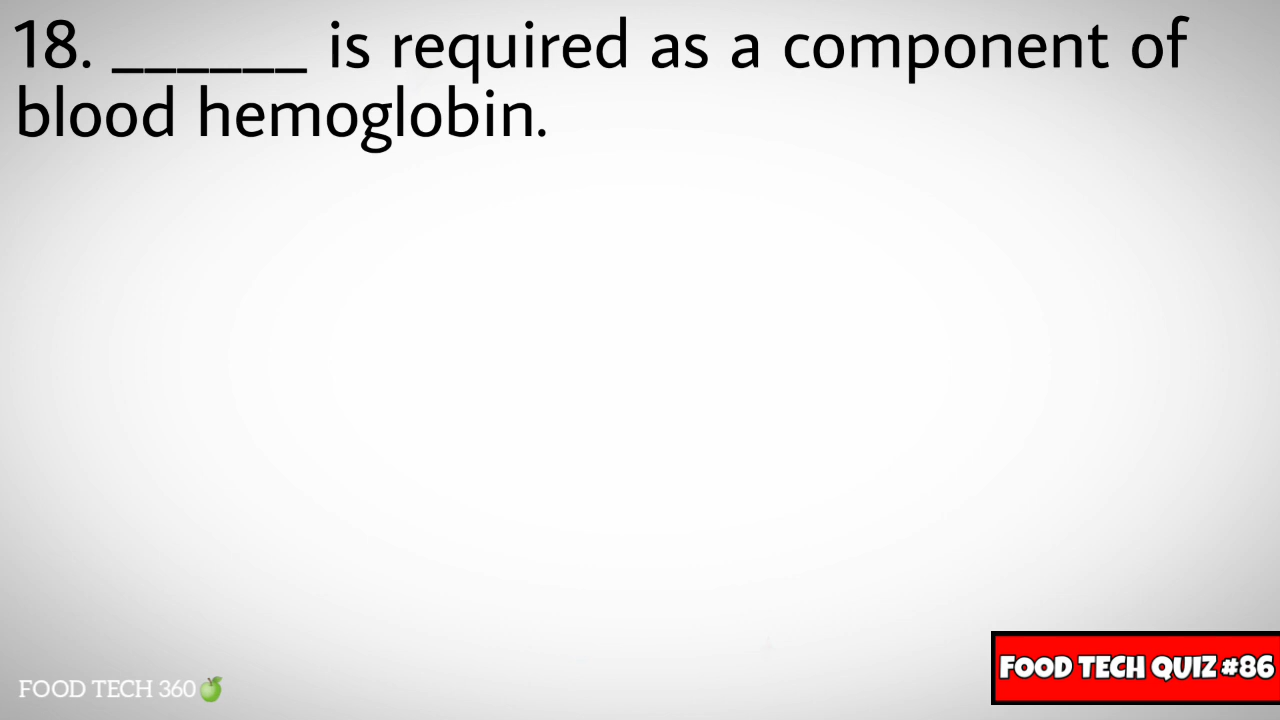 18. ______ is required as a component of
blood hemoglobin.
FOOD TECH 360
FOOD TECH QUIZ #86